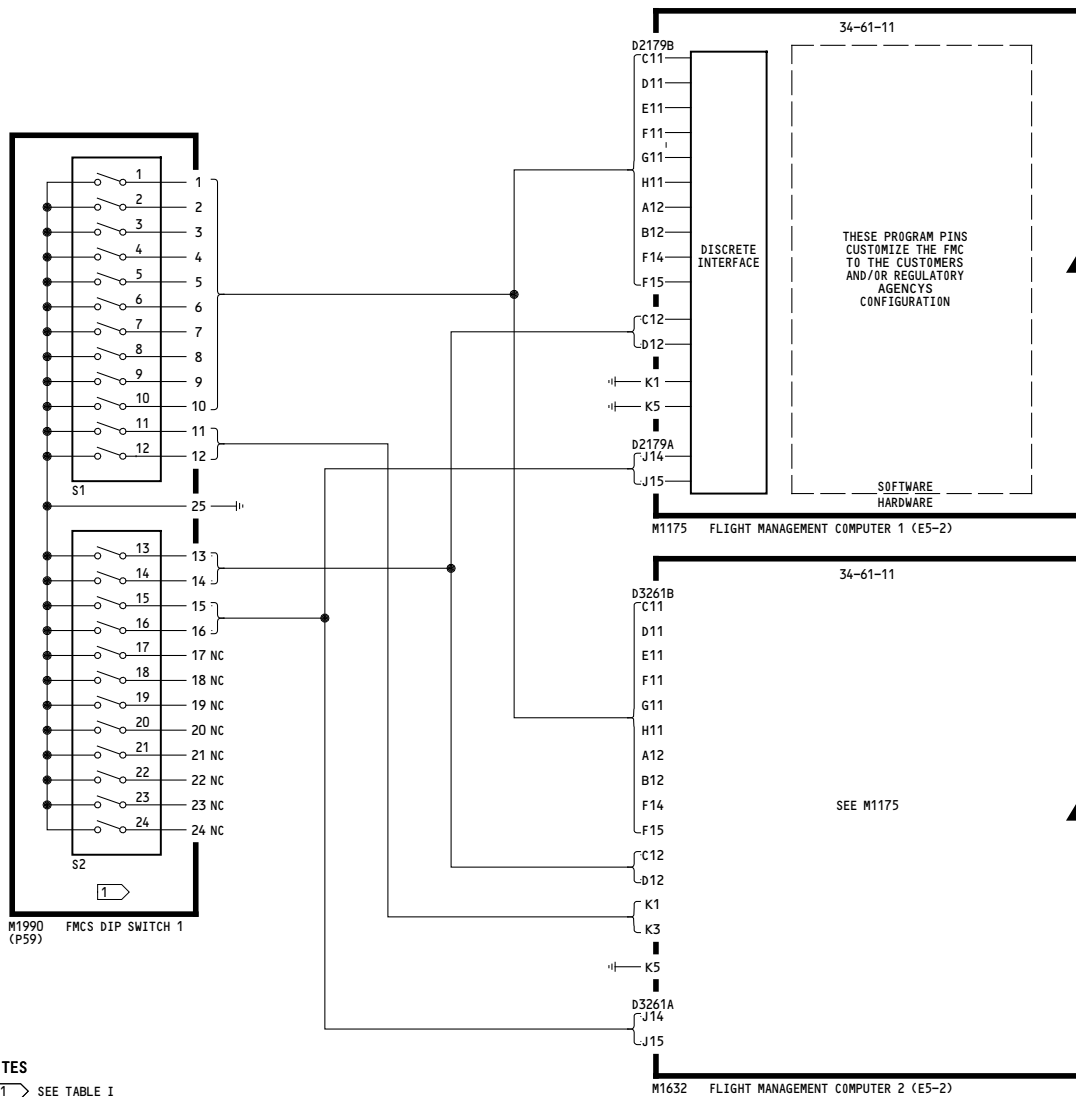 34-61-11
D2179B
C11
D11
E11
F11
G11
H11
A12
B12
F14
F15
C12
D12
K1
K5
D2179A
J14
J15
DISCRETE
INTERFACE
THESE PROGRAM PINS
CUSTOMIZE THE FMC
TO THE CUSTOMERS
AND/OR REGULATORY
AGENCYS
CONFIGURATION
SOFTWARE
HARDWARE
M1175 FLIGHT MANAGEMENT COMPUTER 1 (E5-2)
1 1
2 2
3 3
4 4
5 5
6 6
7 7
8 8
9 9
10 10
11 11
12 12
S1
25
13 13
14 14
15 15
16 16
17 17 NC
18 18 NC
19 19 NC
20 20 NC
21 21 NC
22 22 NC
23 23 NC
24 24 NC
S2
1
M1990 FMCS DIP SWITCH 1
(P59)
34-61-11
D3261B
C11
D11
E11
F11
G11
H11
A12
B12
F14
F15
C12
D12
K1
K3
K5
D3261A
J14
J15
SEE M1175
M1632 FLIGHT MANAGEMENT COMPUTER 2 (E5-2)
TES
1 SEE TABLE I